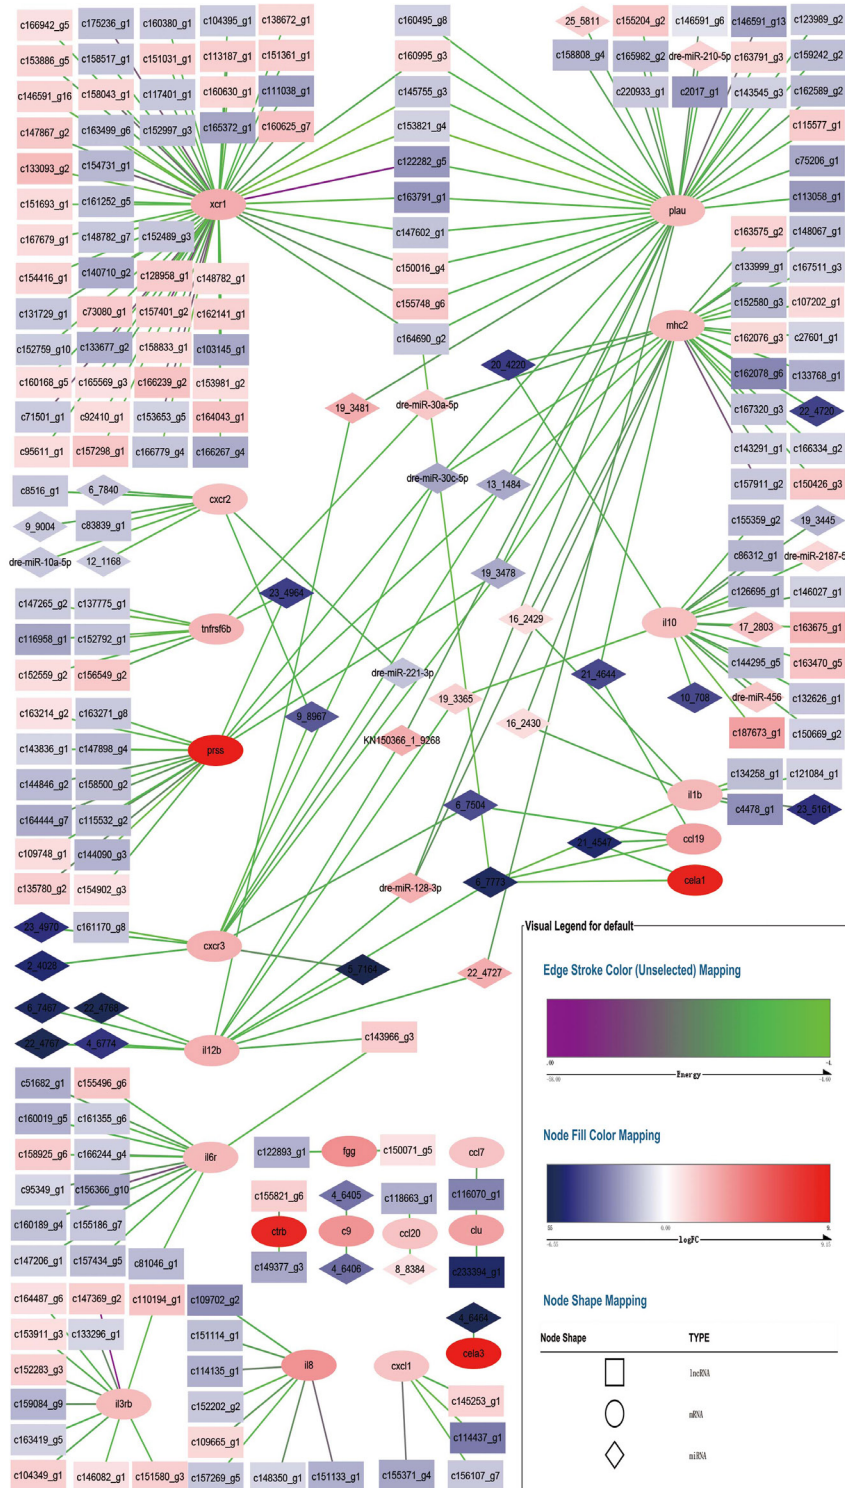 c166942_g5 c175236_g1 c160380_g1 c104395_g1 c138672_g1
c153886_g5 c158517_g1 c151031_g1 c113187_g1 c151361_g1
c146591_g16 c158043_g1 c117401_g1 c160630_g1 c111038_g1
c147867_g2 c163499_g6 c152997_g3 c165372_g1 c160625_g7
c133093_g2 c154731_g1
c151693_g1 c161252_g5
c167679_g1 c148782_g7 c152489_g3
c154416_g1 c140710_g2 c128958_g1 c148782_g1
c131729_g1 c73080_g1 c157401_g2 c162141_g1
c152759_g10 c133677_g2 c158833_g1 c103145_g1
c160168_g5 c165569_g3 c166239_g2 c153981_g2
c71501_g1 c92410_g1 c153653_g5 c164043_g1
c95611_g1 c157298_g1 c166779_g4 c166267_g4
xcr1
c160495_g8
c160995_g3
c145755_g3
c153821_g4
c122282_g5
c163791_g1
c147602_g1
c150016_g4
c155748_g6
c164690_g2
25_5811 c155204_g2 c146591_g6 c146591_g13 c123989_g2
c158808_g4 c165982_g2 dre-miR-210-5p c163791_g3 c159242_g2
c220933_g1 c2017_g1 c143545_g3 c162589_g2
c115577_g1
c75206_g1
c113058_g1
plau
c163575_g2 c148067_g1
c133999_g1 c167511_g3
c152580_g3 c107202_g1
c162076_g3 c27601_g1
c162078_g6 c133768_g1
c167320_g3 22_4720
c143291_g1 c166334_g2
c157911_g2 c150426_g3
mhc2
20_4220
19_3481 dre-miR-30a-5p
dre-miR-30c-5p 13_1484
c8516_g1 6_7840
9_9004 c83839_g1
dre-miR-10a-5p 12_1168
cxcr2
c155359_g2 19_3445
c86312_g1 dre-miR-2187-5
c126695_g1 c146027_g1
17_2803 c163675_g1
c144295_g5 c163470_g5
dre-miR-456 c132626_g1
c187673_g1 c150669_g2
il10
10_708
19_3478
23_4964
16_2429
c147265_g2 c137775_g1
c116958_g1 c152792_g1
c152559_g2 c156549_g2
tnfrsf6b
dre-miR-221-3p
21_4644
19_3365
9_8967
16_2430
KN150366_1_9268
c163214_g2 c163271_g8
c143836_g1 c147898_g4
c144846_g2 c158500_g2
c164444_g7 c115532_g2
c109748_g1 c144090_g3
c135780_g2 c154902_g3
prss
c134258_g1 c121084_g1
c4478_g1 23_5161
il1b
6_7504
ccl19
21_4547
6_7773
cela1
dre-miR-128-3p
23_4970 c161170_g8
2_4028
cxcr3
5_7164
22_4727
6_7467 22_4768
22_4767 4_6774
il12b
c143966_g3
c51682_g1 c155496_g6
c160019_g5 c161355_g6
c158925_g6 c166244_g4
c95349_g1 c156366_g10
c160189_g4 c155186_g7
c147206_g1 c157434_g5 c81046_g1
il6r
c122893_g1 fgg c150071_g5 ccl7
c155821_g6 4_6405 c118663_g1 c116070_g1
ctrb c9 ccl20 clu
c149377_g3 4_6406 8_8384 c233394_g1
c164487_g6 c147369_g2 c110194_g1
c153911_g3 c133296_g1
c152283_g3
c159084_g9
c163419_g5
c104349_g1 c146082_g1 c151580_g3
il3rb
c109702_g2
c151114_g1
c114135_g1
c152202_g2
c109665_g1
c157269_g5 c148350_g1 c151133_g1
il8
4_6464
cela3
cxcl1
c145253_g1
c114437_g1
c155371_g4 c156107_g7
Visual Legend for default
Edge Stroke Color (Unselected) Mapping
Energy
-1.00
Node Fill Color Mapping
0.00
logFC
Node Shape Mapping
Node Shape TYPE
lncRNA
mRNA
miRNA